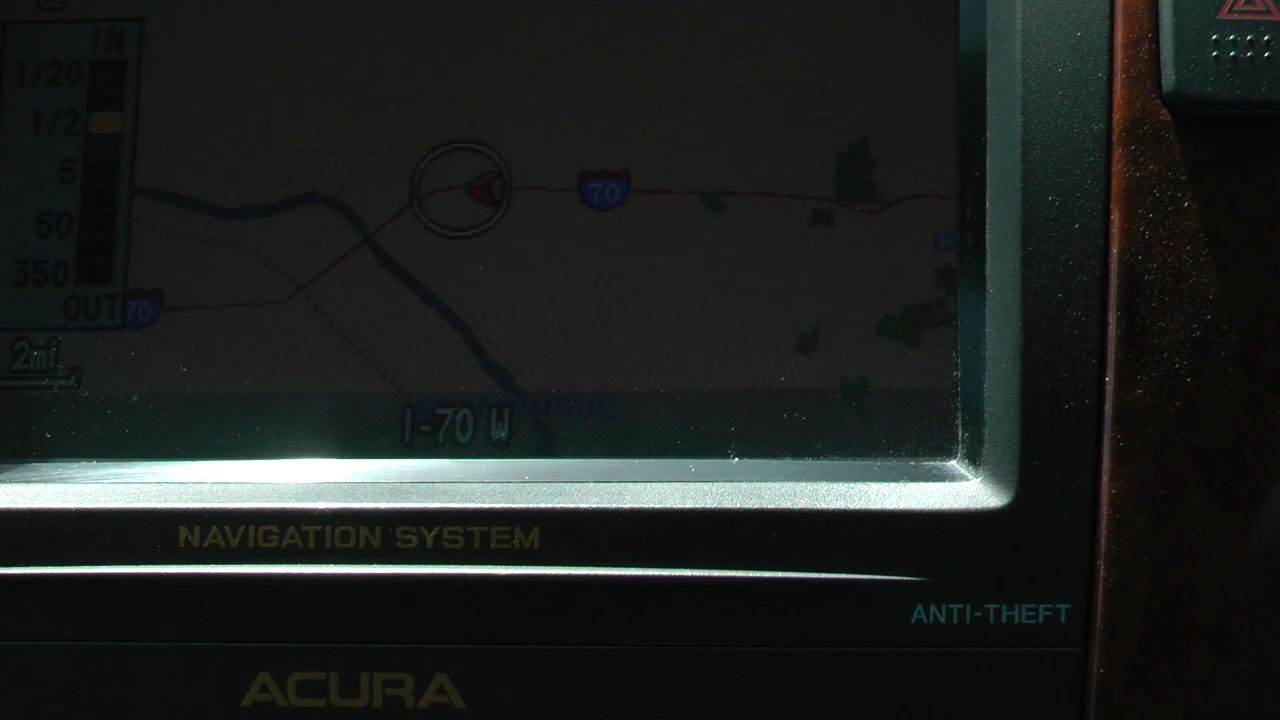 IN
1/20
1/2
5
50
350
OUT
70
70
2mi
I-70 W
NAVIGATION SYSTEM
ANTI-THEFT
ACURA